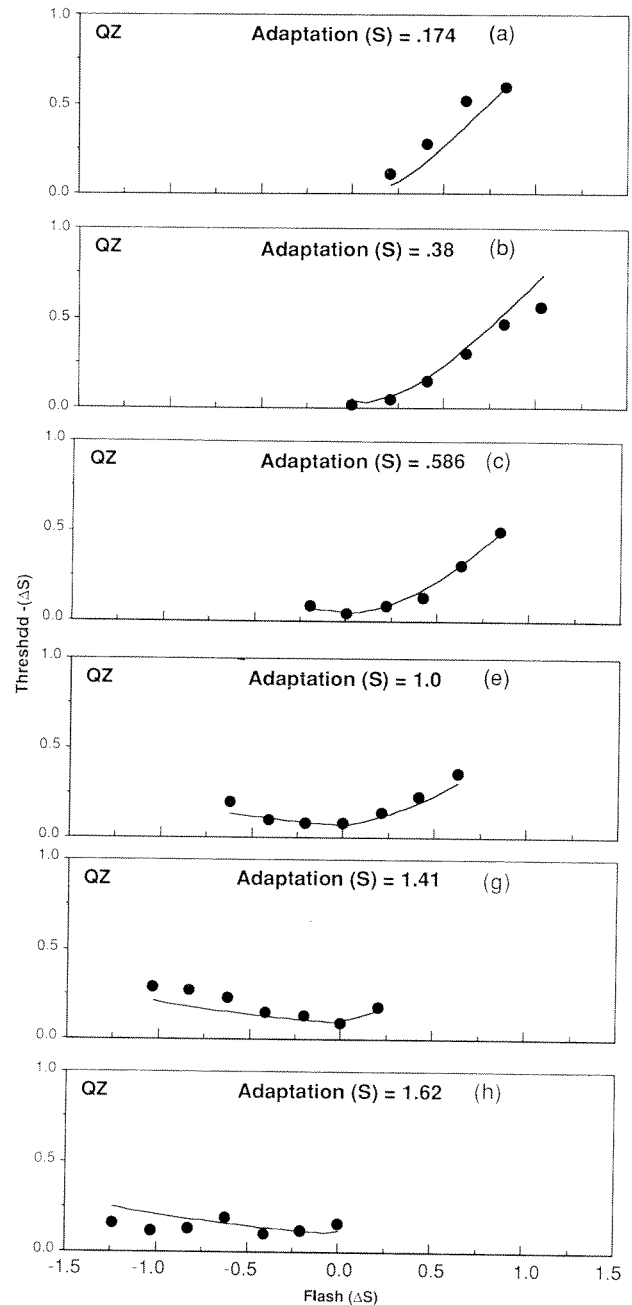 1.0
QZ Adaptation (S) = .174 (a)
0.5
0.0
1.0
QZ Adaptation (S) = .38 (b)
0.5
0.0
1.0
QZ Adaptation (S) = .586 (c)
0.5
0.0
Threshold -(ΔS)
1.0
QZ Adaptation (S) = 1.0 (e)
0.5
0.0
1.0
QZ Adaptation (S) = 1.41 (g)
0.5
0.0
1.0
QZ Adaptation (S) = 1.62 (h)
0.5
0.0
-1.5 -1.0 -0.5 0.0 0.5 1.0 1.5
Flash (ΔS)